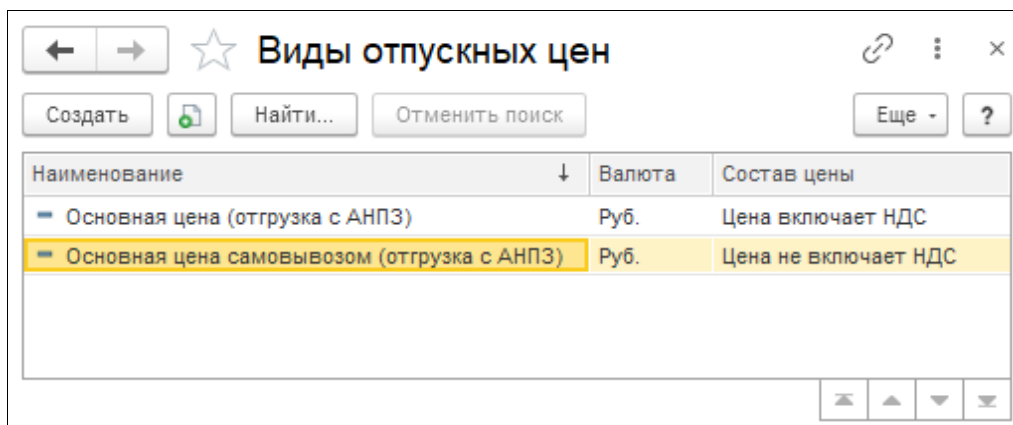 Виды отпускных цен
Создать Найти... Отменить поиск Еще ?
Наименование ↓ Валюта Состав цены
Основная цена (отгрузка с АНПЗ) Руб. Цена включает НДС
Основная цена самовывозом (отгрузка с АНПЗ) Руб. Цена не включает НДС